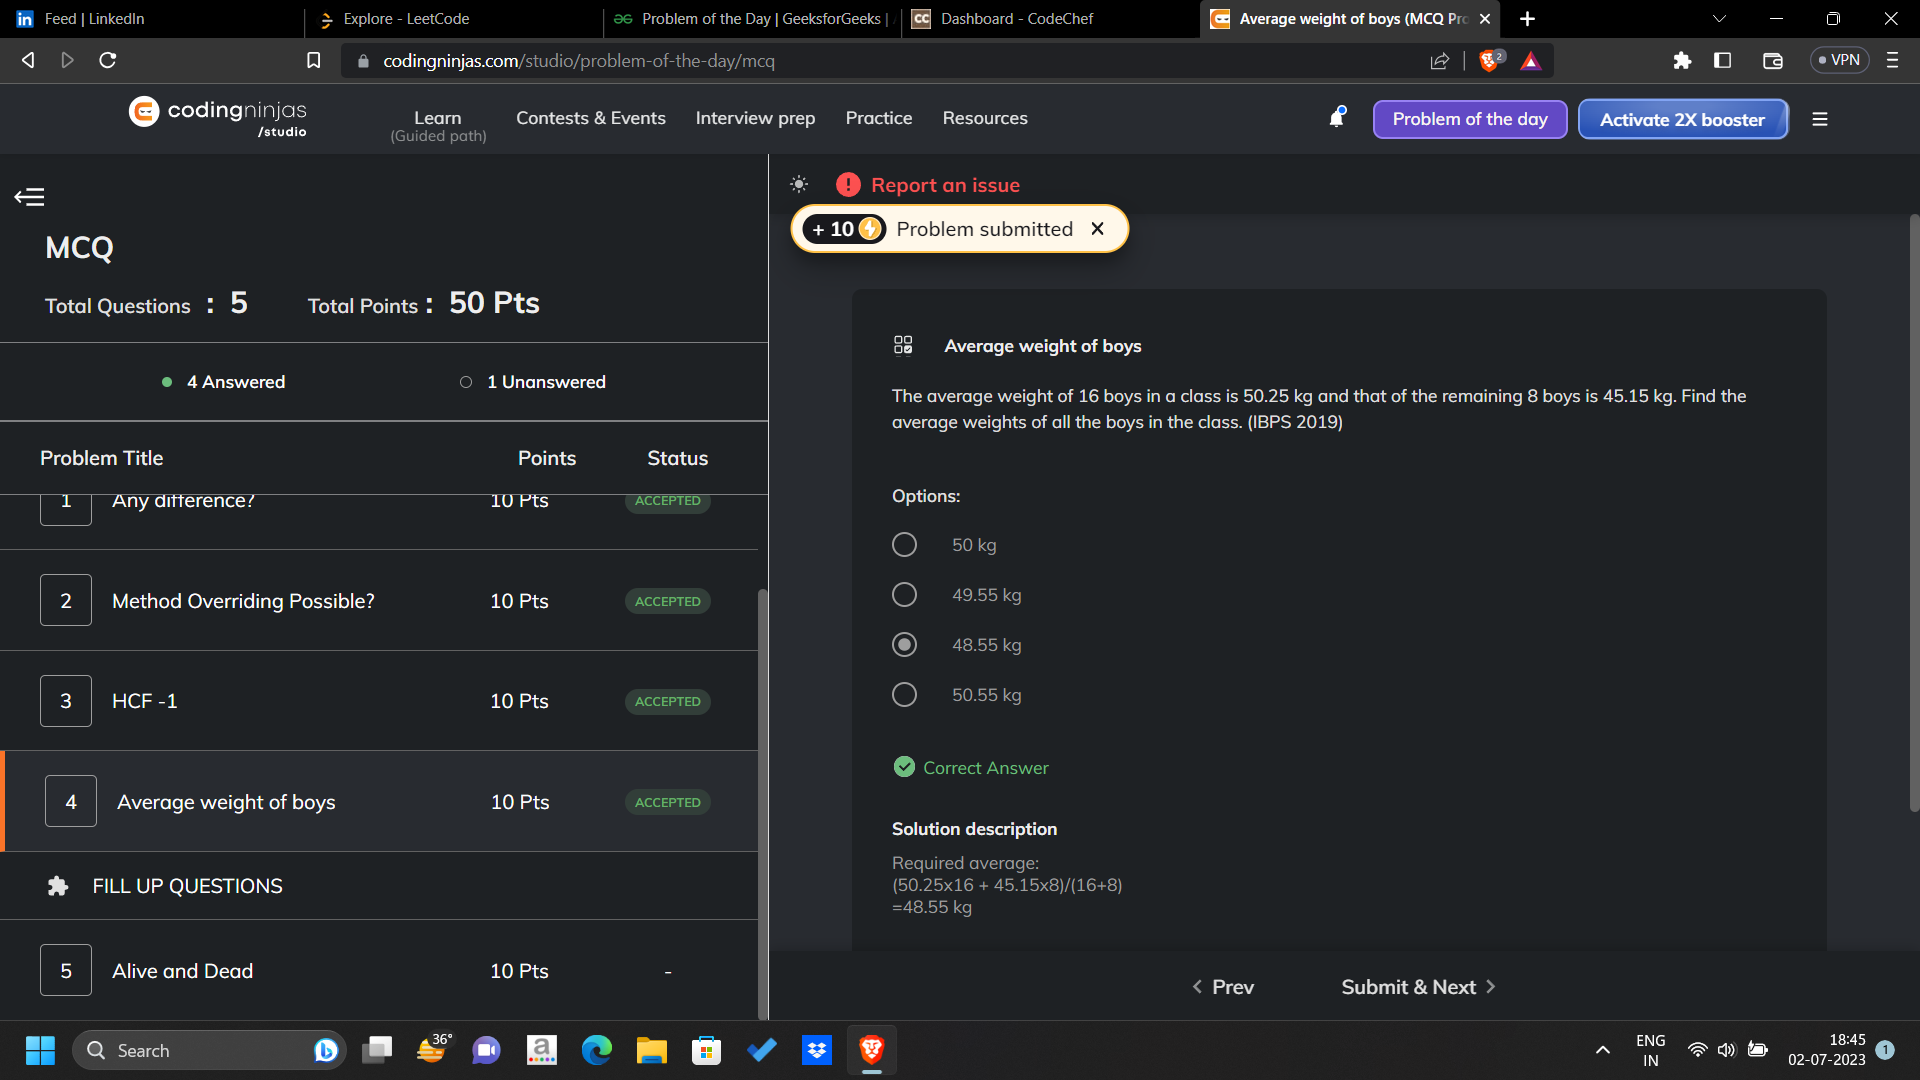 Feed | LinkedIn
Explore - LeetCode
Problem of the Day | GeeksforGeeks |
CC Dashboard - CodeChef
Average weight of boys (MCQ Pro
codingninjas.com/studio/problem-of-the-day/mcq
2
VPN
codingninjas
/studio
Learn
(Guided path)
Contests & Events
Interview prep
Practice
Resources
Problem of the day
Activate 2X booster
Report an issue
+ 10 Problem submitted
MCQ
Total Questions : 5 Total Points : 50 Pts
4 Answered 1 Unanswered
Problem Title Points Status
1 Any difference? 10 Pts ACCEPTED
2 Method Overriding Possible? 10 Pts ACCEPTED
3 HCF -1 10 Pts ACCEPTED
4 Average weight of boys 10 Pts ACCEPTED
FILL UP QUESTIONS
5 Alive and Dead 10 Pts -
Average weight of boys
The average weight of 16 boys in a class is 50.25 kg and that of the remaining 8 boys is 45.15 kg. Find the
average weights of all the boys in the class. (IBPS 2019)
Options:
50 kg
49.55 kg
48.55 kg
50.55 kg
Correct Answer
Solution description
Required average:
(50.25x16 + 45.15x8)/(16+8)
=48.55 kg
Prev
Submit & Next
Search
36°
a
ENG
IN
18:45
02-07-2023
1